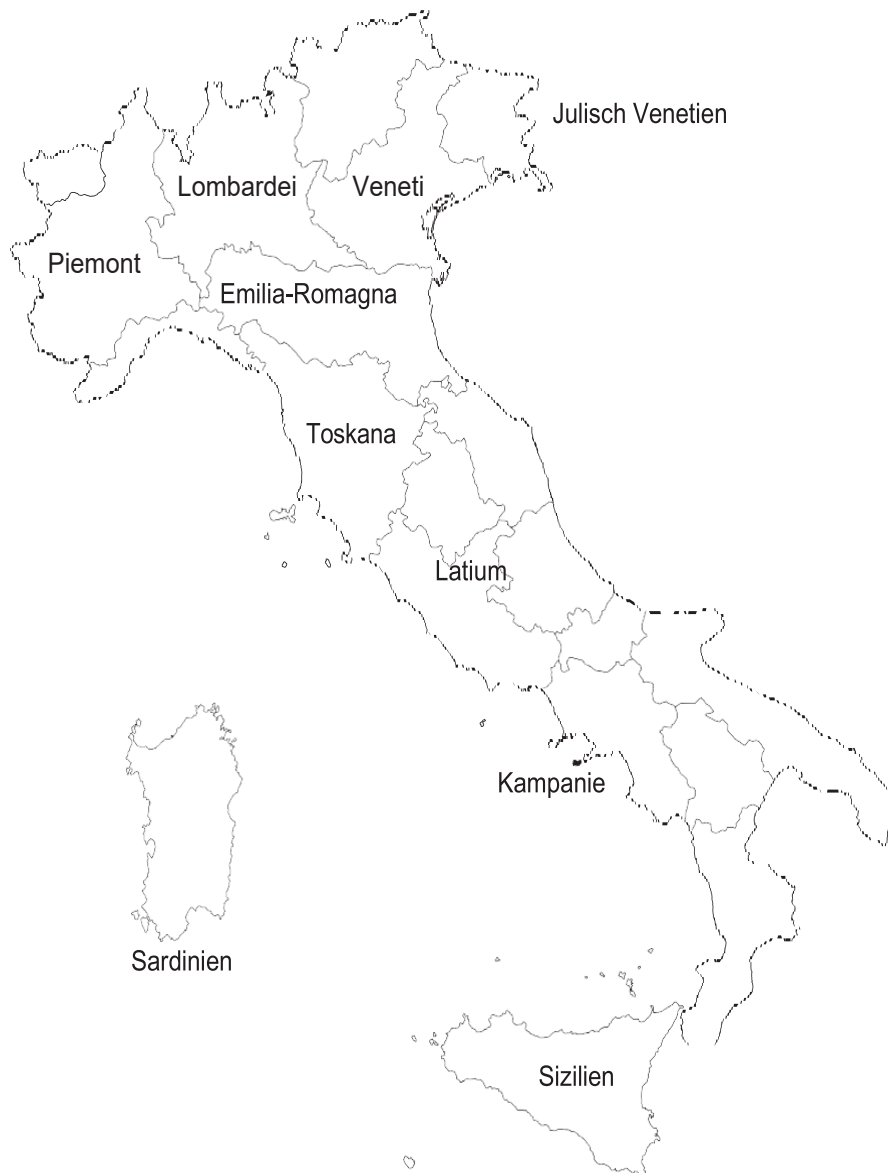 Julisch Venetien
Lombardei
Veneti
Piemont
Emilia-Romagna
Toskana
Latium
Kampanie
Sardinien
Sizilien